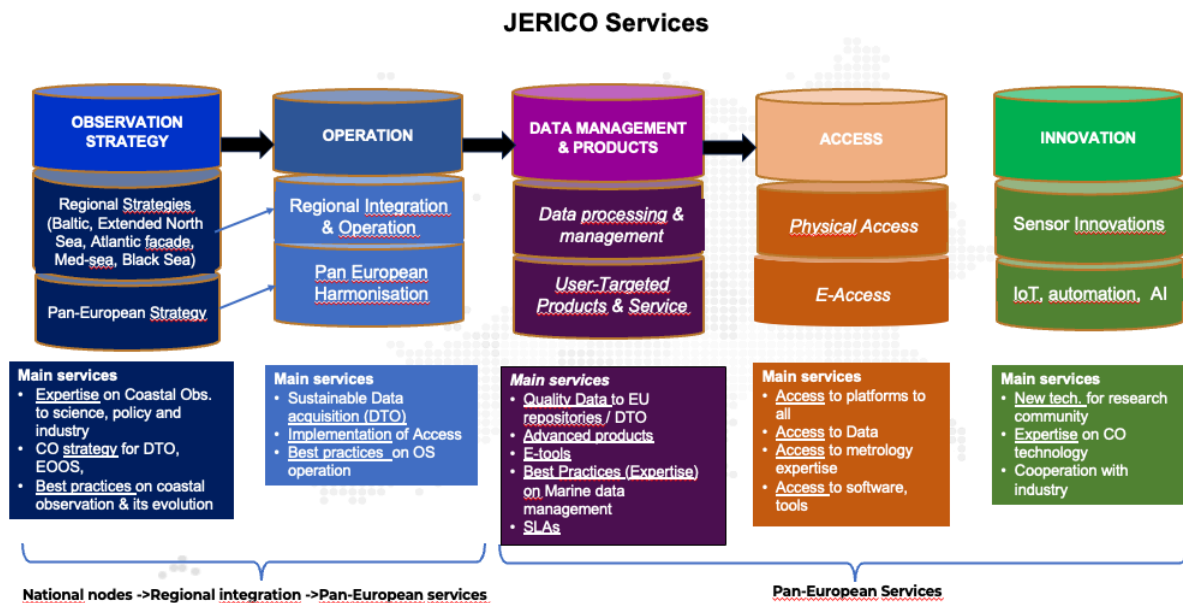 JERICO Services
OBSERVATION
STRATEGY
Regional Strategies
(Baltic, Extended North
Sea, Atlantic façade,
Med-sea, Black Sea)
Pan-European Strategy
Main services
• Expertise on Coastal Obs.
to science, policy and
industry
• CO strategy for DTO,
EOOS,
• Best practices on coastal
observation & its evolution
OPERATION
Regional Integration
& Operation
Pan European
Harmonisation
Main services
• Sustainable Data
acquisition (DTO)
• Implementation of Access
• Best practices on OS
operation
DATA MANAGEMENT
& PRODUCTS
Data processing &
management
User-Targeted
Products & Service
Main services
• Quality Data to EU
repositories / DTO
• Advanced products
• E-tools
• Best Practices (Expertise)
on Marine data
management
• SLAs
ACCESS
Physical Access
E-Access
Main services
• Access to platforms to
all
• Access to Data
• Access to metrology
expertise
• Access to software,
tools
INNOVATION
Sensor Innovations
IoT, automation, AI
Main services
• New tech. for research
community
• Expertise on CO
technology
• Cooperation with
industry
National nodes ->Regional integration ->Pan-European services
Pan-European Services